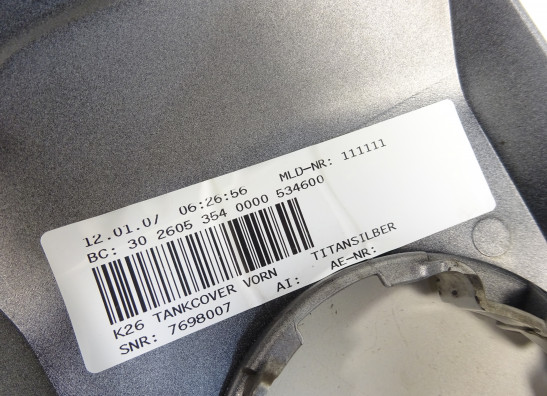 12.01.07 06:26:56 MLD-NR: 111111
BC: 30 2605 354 0000 534600
K26 TANKCOVER VORN TITANSILBER
SNR: 7698007 AI: AE-NR: